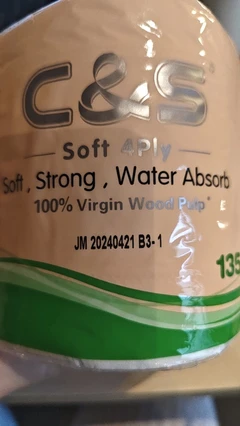 C&S
Soft 4Ply
Soft, Strong, Water Absorb
100% Virgin Wood Pulp
JM 20240421 B3-1
135